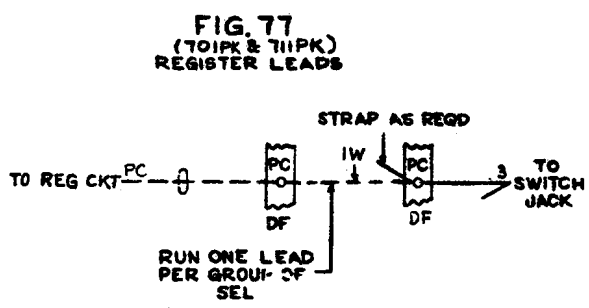 FIG. 77
(701PK & 711PK)
REGISTER LEADS
STRAP AS REQD
TO REG CKT
PC
PC
1W
PC
3
TO
SWITCH
JACK
DF
DF
RUN ONE LEAD
PER GROUP OF
SEL